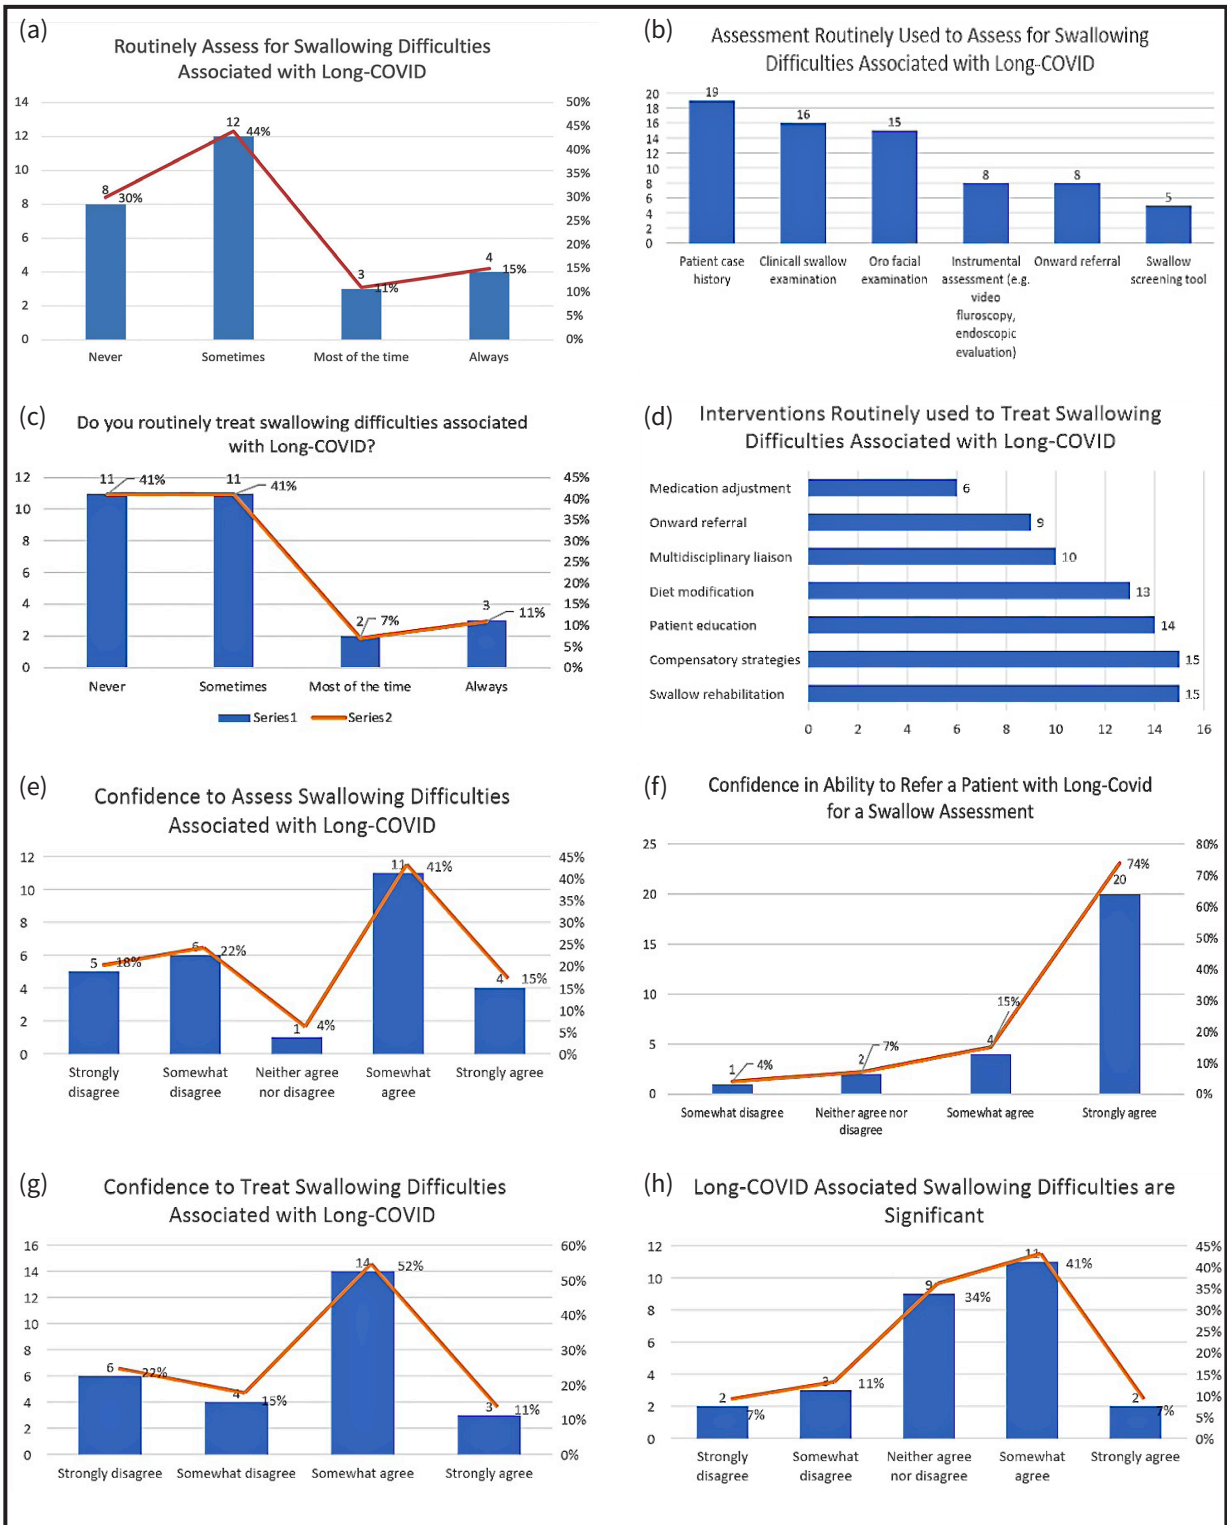 (a)
Routinely Assess for Swallowing Difficulties
Associated with Long-COVID
14
12
10
8
6
4
2
0
50%
45%
40%
35%
30%
25%
20%
15%
10%
5%
0%
8
30%
12
44%
3
11%
4
15%
Never
Sometimes
Most of the time
Always
(b)
Assessment Routinely Used to Assess for Swallowing
Difficulties Associated with Long-COVID
20
18
16
14
12
10
8
6
4
2
0
19
16
15
8
8
5
Patient case
history
Clinicall swallow
examination
Oro facial
examination
Instrumental
assessment (e.g.
video
fluroscopy,
endoscopic
evaluation)
Onward referral
Swallow
screening tool
(c)
Do you routinely treat swallowing difficulties associated
with Long-COVID?
12
10
8
6
4
2
0
45%
40%
35%
30%
25%
20%
15%
10%
5%
0%
11
41%
11
41%
2
7%
3
11%
Never
Sometimes
Most of the time
Always
Series1
Series2
(d)
Interventions Routinely used to Treat Swallowing
Difficulties Associated with Long-COVID
Medication adjustment
6
Onward referral
9
Multidisciplinary liaison
10
Diet modification
13
Patient education
14
Compensatory strategies
15
Swallow rehabilitation
15
0 2 4 6 8 10 12 14 16
(e)
Confidence to Assess Swallowing Difficulties
Associated with Long-COVID
12
10
8
6
4
2
0
45%
40%
35%
30%
25%
20%
15%
10%
5%
0%
5
18%
6
22%
1
4%
11
41%
4
15%
Strongly
disagree
Somewhat
disagree
Neither agree
nor disagree
Somewhat
agree
Strongly agree
(f)
Confidence in Ability to Refer a Patient with Long-Covid
for a Swallow Assessment
25
20
15
10
5
0
80%
70%
60%
50%
40%
30%
20%
10%
0%
1
4%
2
7%
4
15%
20
74%
Somewhat disagree
Neither agree nor
disagree
Somewhat agree
Strongly agree
(g)
Confidence to Treat Swallowing Difficulties
Associated with Long-COVID
16
14
12
10
8
6
4
2
0
60%
50%
40%
30%
20%
10%
0%
6
22%
4
15%
14
52%
3
11%
Strongly disagree
Somewhat disagree
Somewhat agree
Strongly agree
(h)
Long-COVID Associated Swallowing Difficulties are
Significant
12
10
8
6
4
2
0
45%
40%
35%
30%
25%
20%
15%
10%
5%
0%
2
7%
3
11%
9
34%
11
41%
2
7%
Strongly
disagree
Somewhat
disagree
Neither agree
nor disagree
Somewhat
agree
Strongly agree